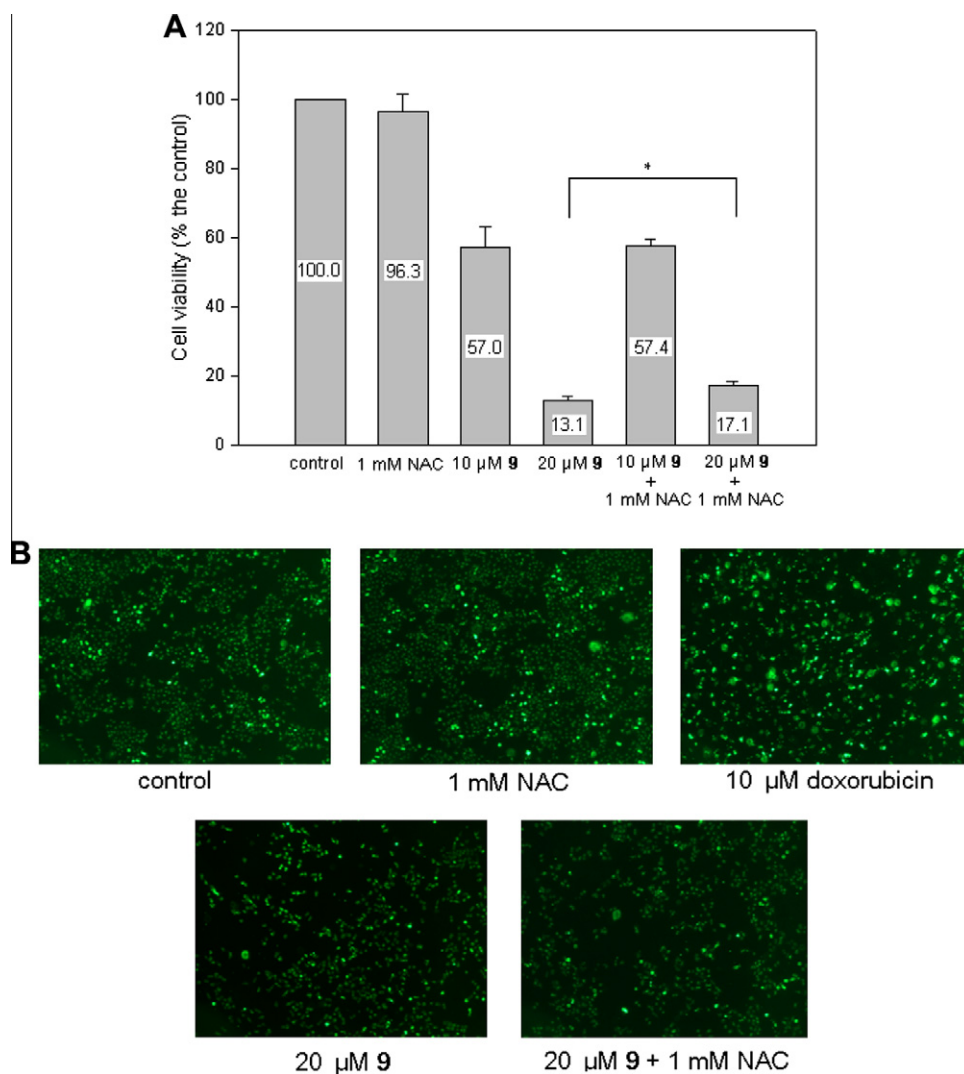 A
120
100
80
60
40
20
0
Cell viability (% the control)
*
100.0
96.3
57.0
13.1
57.4
17.1
control
1 mM NAC
10 µM 9
20 µM 9
10 µM 9
+
1 mM NAC
20 µM 9
+
1 mM NAC
B
control
1 mM NAC
10 µM doxorubicin
20 µM 9
20 µM 9 + 1 mM NAC